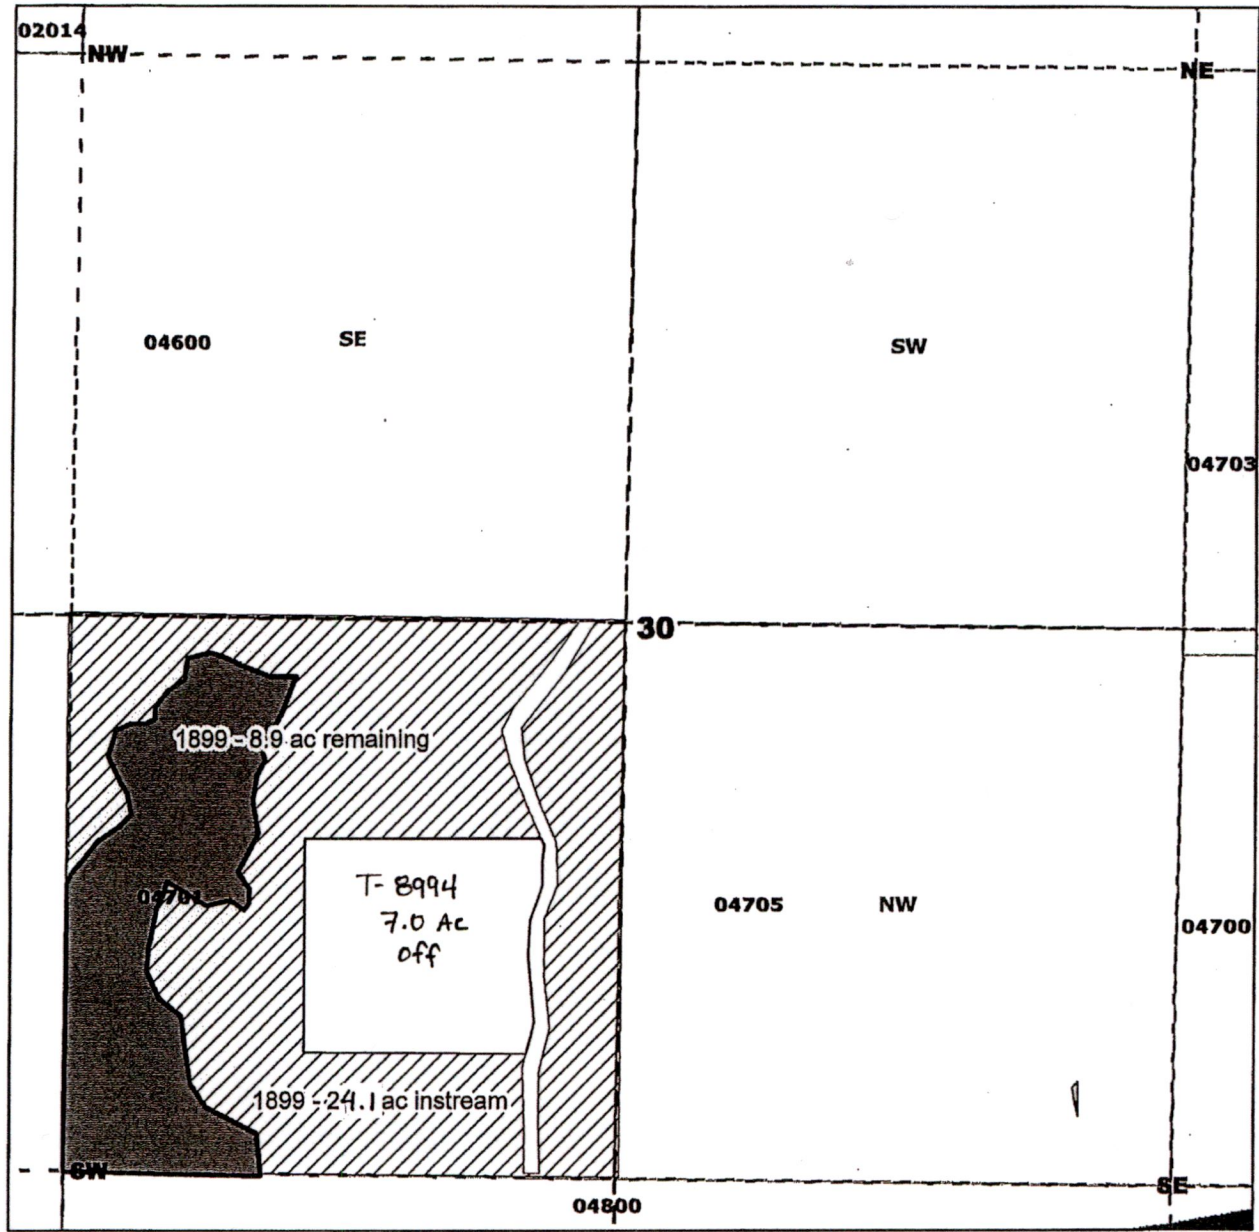 02014
NW
NE
04600 SE
SW
04703
30
1899 - 8.9 ac remaining
04701
T-8994
7.0 Ac
off
04705 NW
04700
1899 - 24.1 ac instream
SW
SE
04800